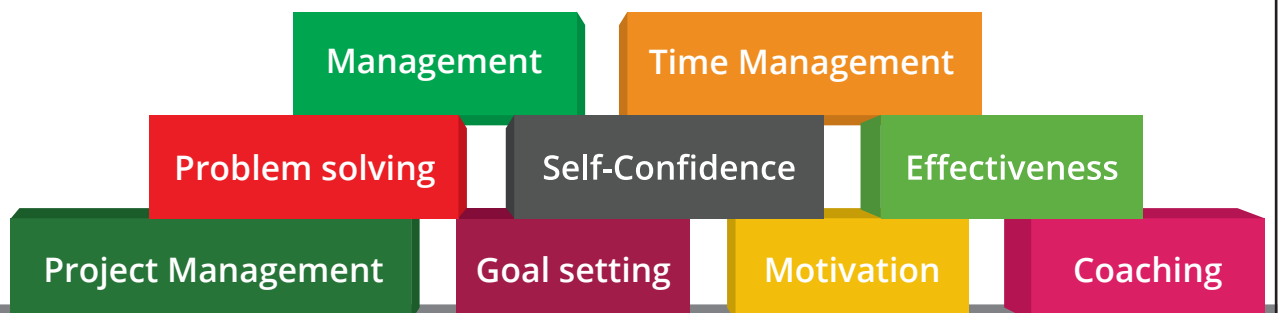 Management
Time Management
Problem solving
Self-Confidence
Effectiveness
Project Management
Goal setting
Motivation
Coaching